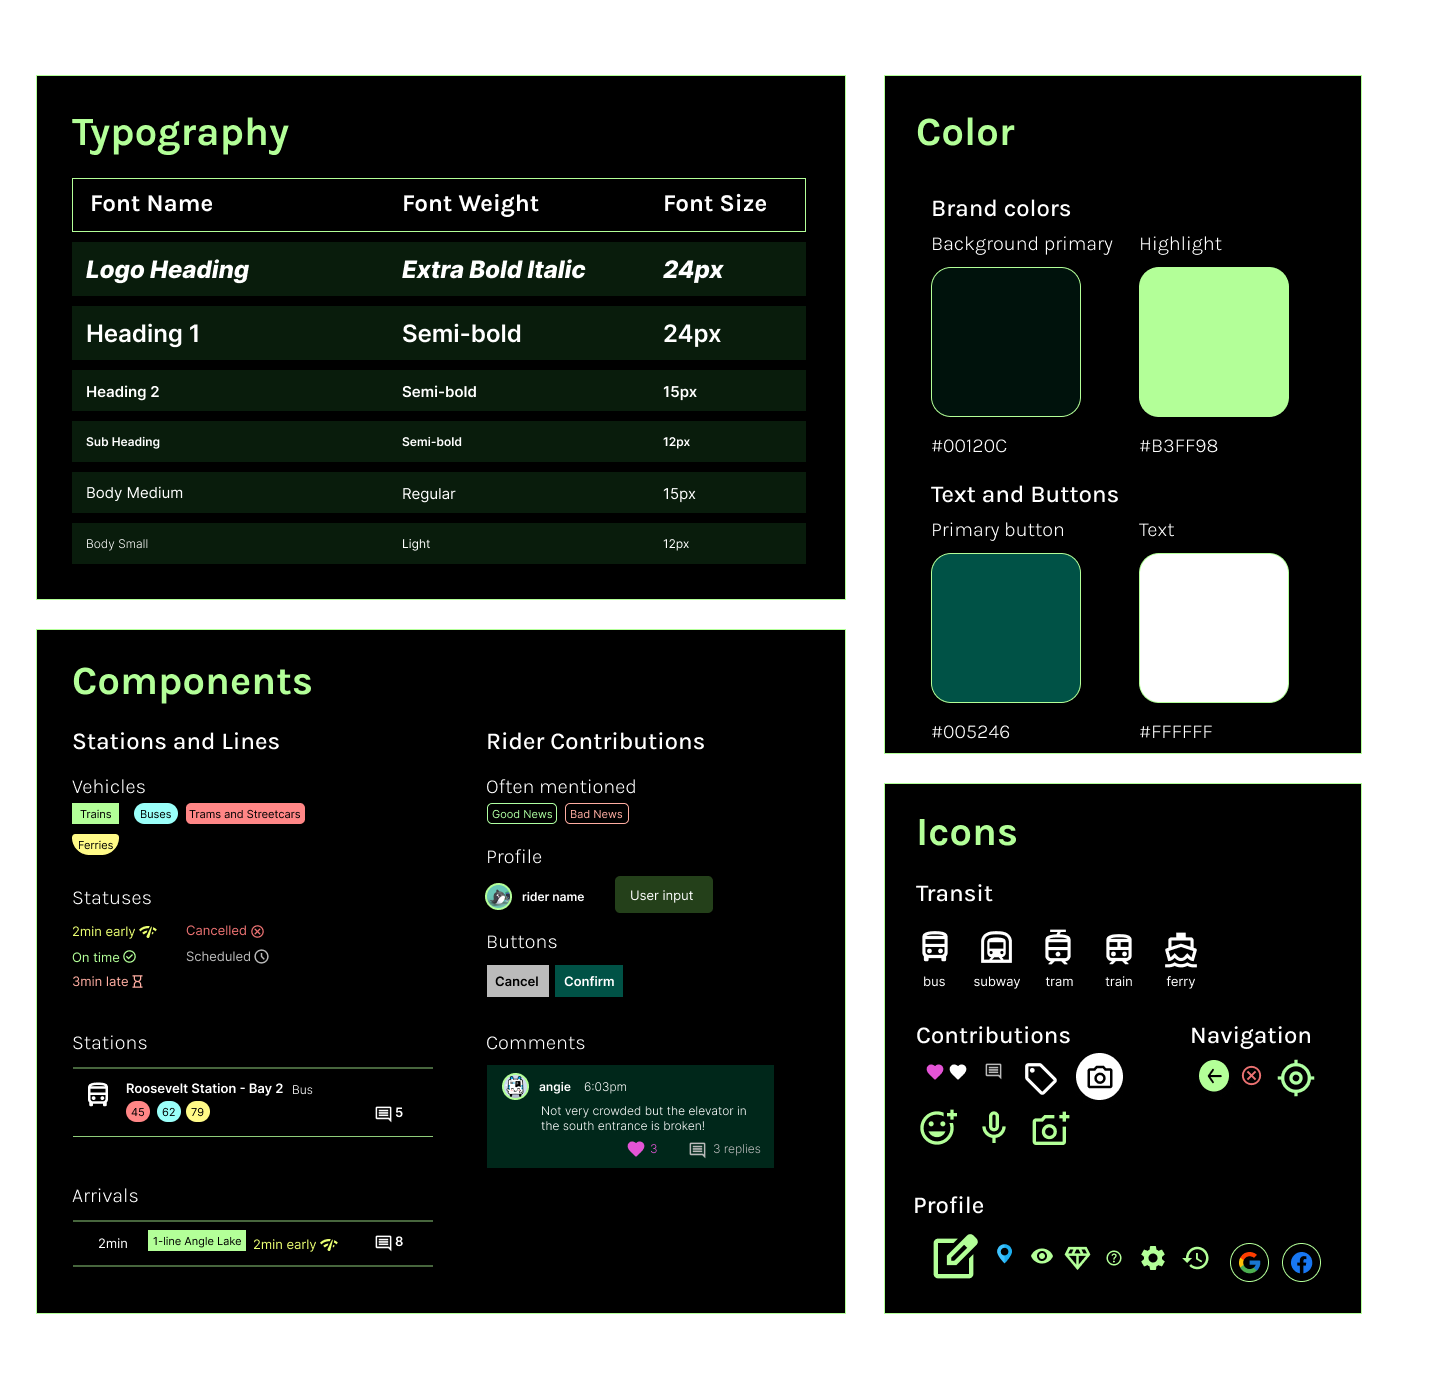 Typography
Font Name Font Weight Font Size
Logo Heading Extra Bold Italic 24px
Heading 1 Semi-bold 24px
Heading 2 Semi-bold 15px
Sub Heading Semi-bold 12px
Body Medium Regular 15px
Body Small Light 12px
Color
Brand colors
Background primary Highlight
#00120C #B3FF98
Text and Buttons
Primary button Text
#005246 #FFFFFF
Components
Stations and Lines
Vehicles
Trains Buses Trams and Streetcars
Ferries
Statuses
2min early Cancelled
On time Scheduled
3min late
Stations
Roosevelt Station - Bay 2 Bus
45 62 79 5
Arrivals
2min 1-line Angle Lake 2min early 8
Rider Contributions
Often mentioned
Good News Bad News
Profile
rider name User input
Buttons
Cancel Confirm
Comments
angie 6:03pm
Not very crowded but the elevator in
the south entrance is broken!
3 3 replies
Icons
Transit
bus subway tram train ferry
Contributions Navigation
Profile